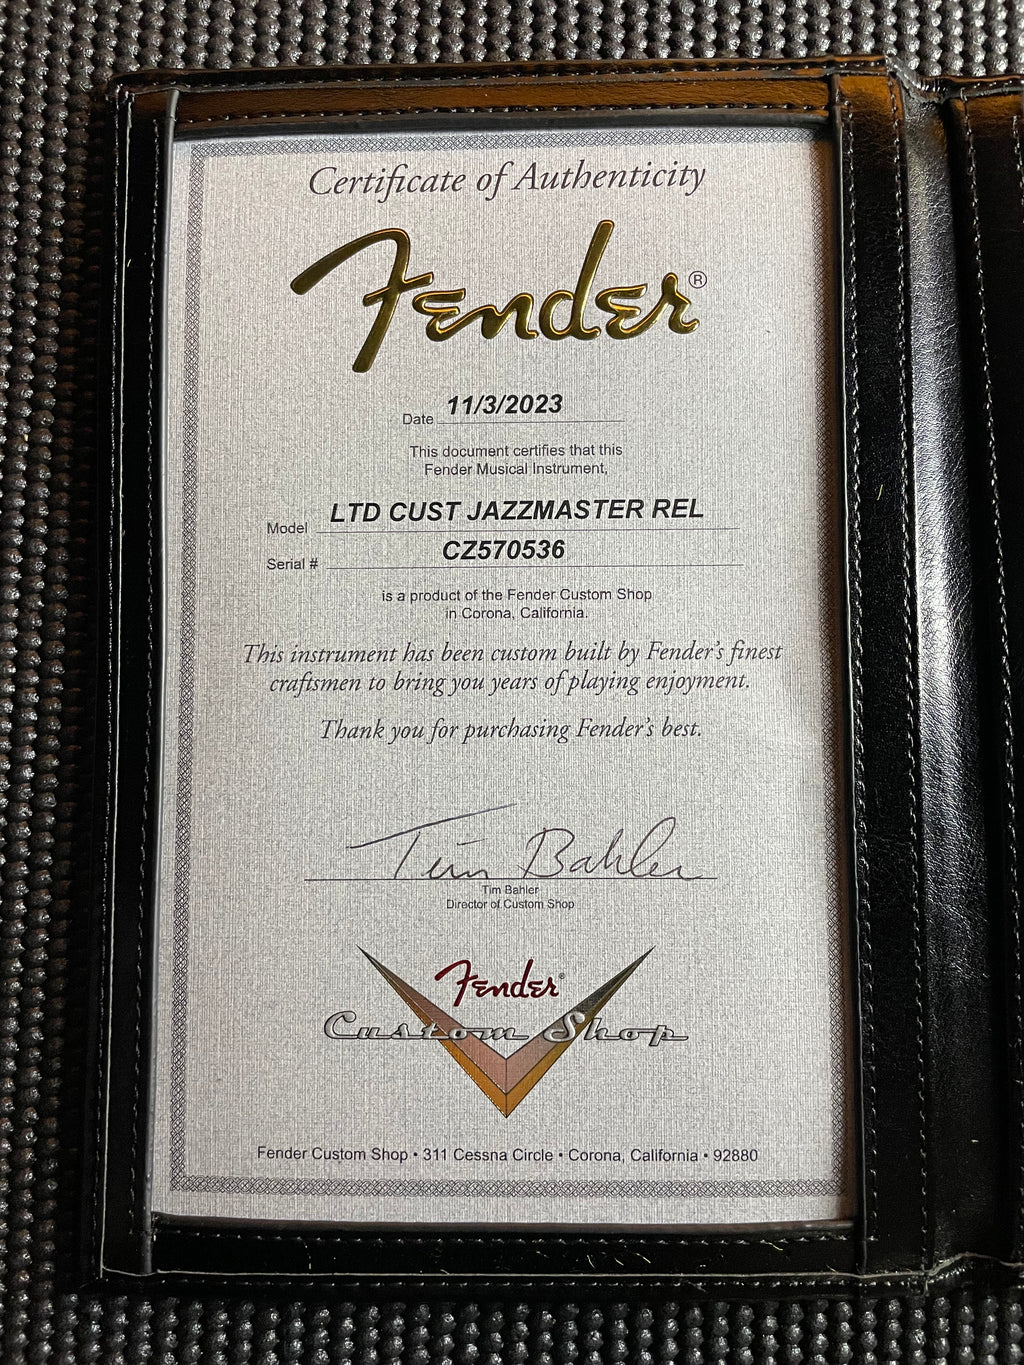 Certificate of Authenticity
Fender®
Date 11/3/2023
This document certifies that this
Fender Musical Instrument,
Model LTD CUST JAZZMASTER REL
Serial # CZ570536
is a product of the Fender Custom Shop
in Corona, California.
This instrument has been custom built by Fender's finest
craftsmen to bring you years of playing enjoyment.
Thank you for purchasing Fender's best.
Tim Bahler
Tim Bahler
Director of Custom Shop
Fender®
Custom Shop
Fender Custom Shop • 311 Cessna Circle • Corona, California • 92880